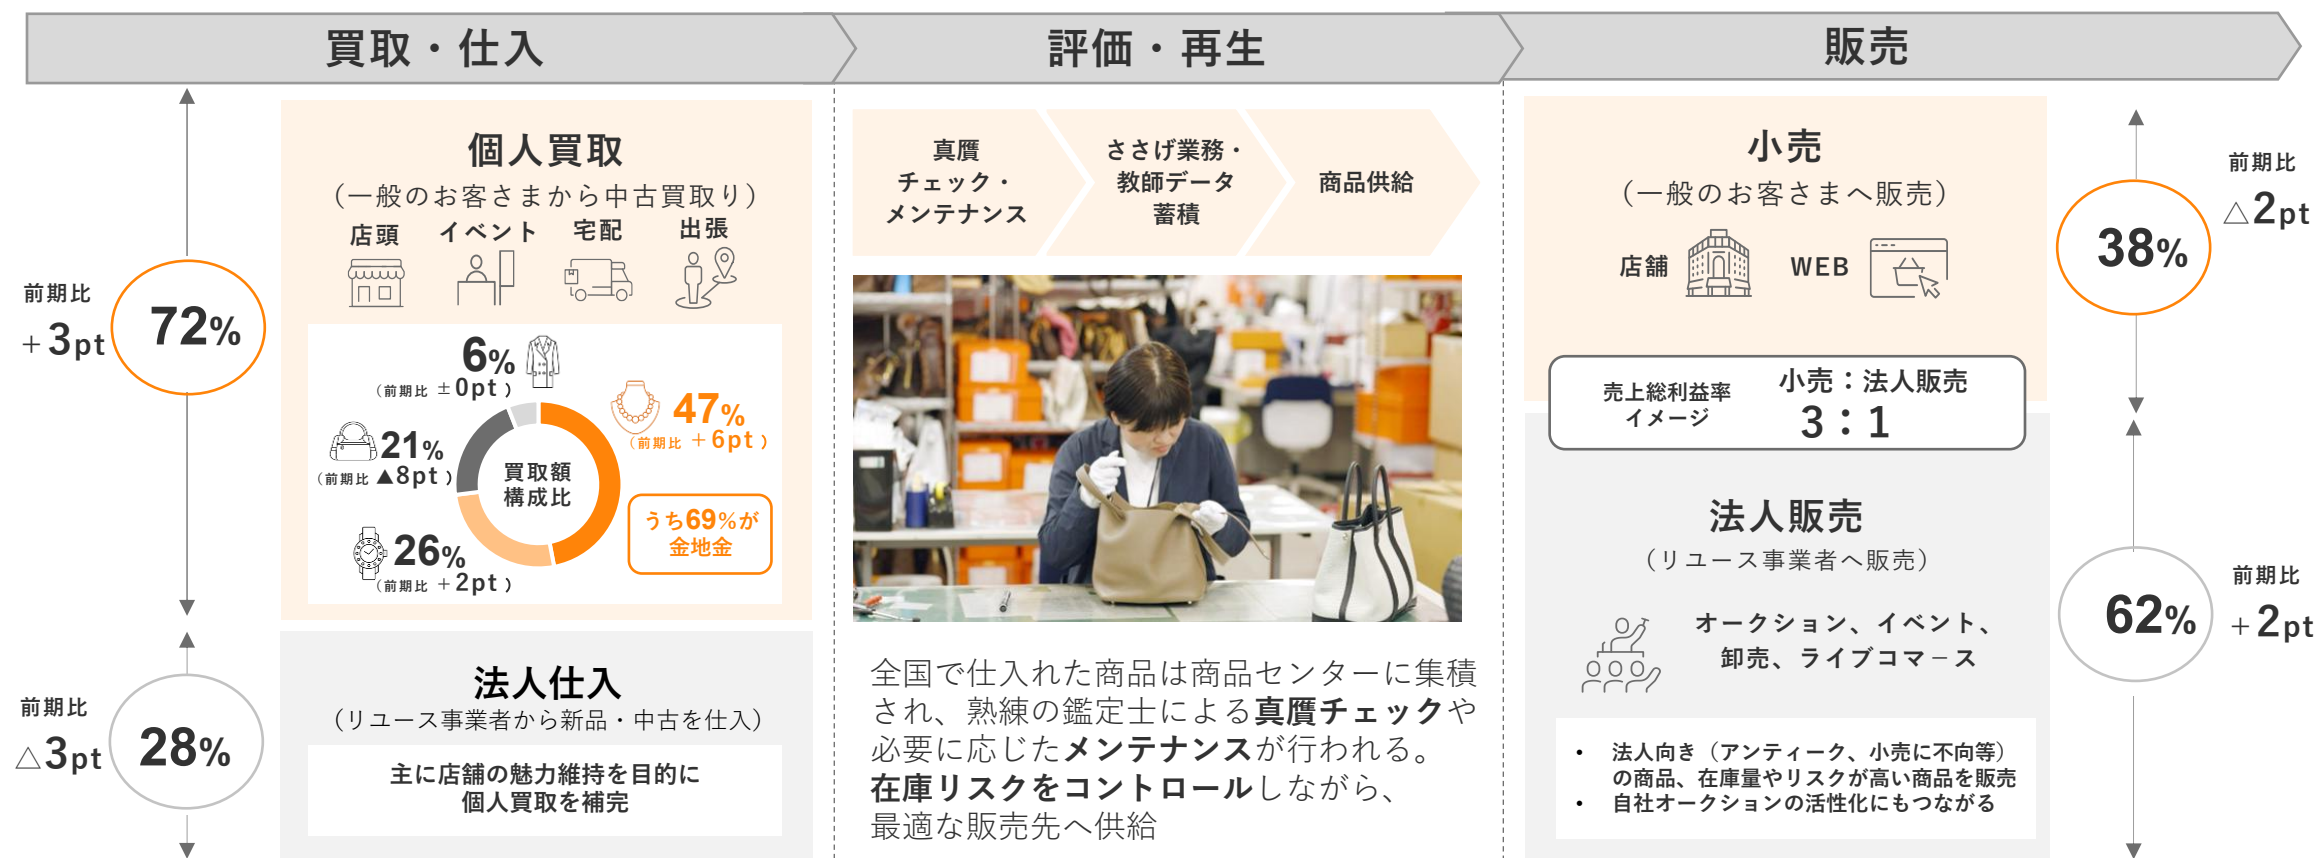 買取・仕入
評価・再生
販売
前期比
+3pt
72%
前期比
△3pt
28%
個人買取
（一般のお客さまから中古買取り）
店頭
イベント
宅配
出張
6%
（前期比 ±0pt ）
47%
（前期比 +6pt ）
21%
（前期比 ▲8pt ）
26%
（前期比 +2pt ）
買取額
構成比
うち69%が
金地金
法人仕入
（リユース事業者から新品・中古を仕入）
主に店舗の魅力維持を目的に
個人買取を補完
真贋
チェック・
メンテナンス
ささげ業務・
教師データ
蓄積
商品供給
全国で仕入れた商品は商品センターに集積
され、熟練の鑑定士による真贋チェックや
必要に応じたメンテナンスが行われる。
在庫リスクをコントロールしながら、
最適な販売先へ供給
小売
（一般のお客さまへ販売）
店舗
WEB
売上総利益率
イメージ
小売：法人販売
3：1
法人販売
（リユース事業者へ販売）
オークション、イベント、
卸売、ライブコマース
• 法人向き（アンティーク、小売に不向等）
の商品、在庫量やリスクが高い商品を販売
• 自社オークションの活性化にもつながる
38%
前期比
△2pt
62%
前期比
+2pt